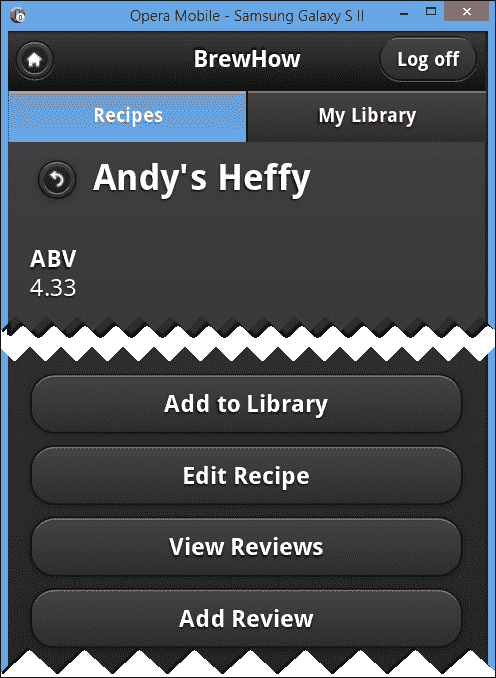 Opera Mobile - Samsung Galaxy S II
BrewHow
Log off
Recipes
My Library
Andy's Heffy
ABV
4.33
Add to Library
Edit Recipe
View Reviews
Add Review